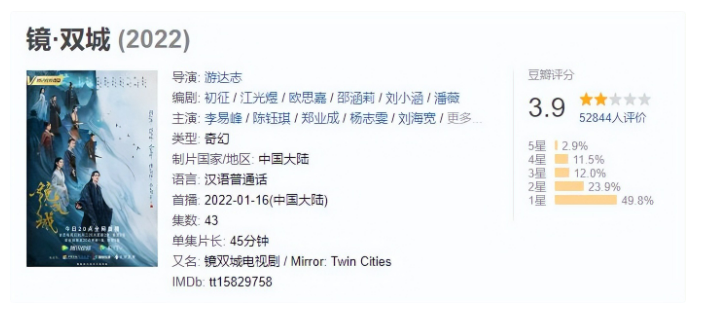 镜·双城 (2022)
导演: 游达志
编剧: 初征 / 江光煜 / 欧思嘉 / 邵涵莉 / 刘小涵 / 潘薇
主演: 李易峰 / 陈钰琪 / 郑业成 / 杨志雯 / 刘海宽 / 更多...
类型: 奇幻
制片国家/地区: 中国大陆
语言: 汉语普通话
首播: 2022-01-16(中国大陆)
集数: 43
单集片长: 45分钟
又名: 镜双城电视剧 / Mirror: Twin Cities
IMDb: tt15829758
豆瓣评分
3.9
52844人评价
5星 2.9%
4星 11.5%
3星 12.0%
2星 23.9%
1星 49.8%
镜双城
今日20点全网首播
腾讯视频